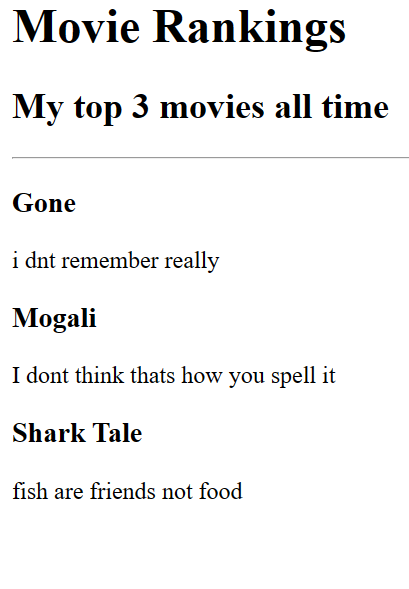 Movie Rankings
My top 3 movies all time
Gone
i dnt remember really
Mogali
I dont think thats how you spell it
Shark Tale
fish are friends not food